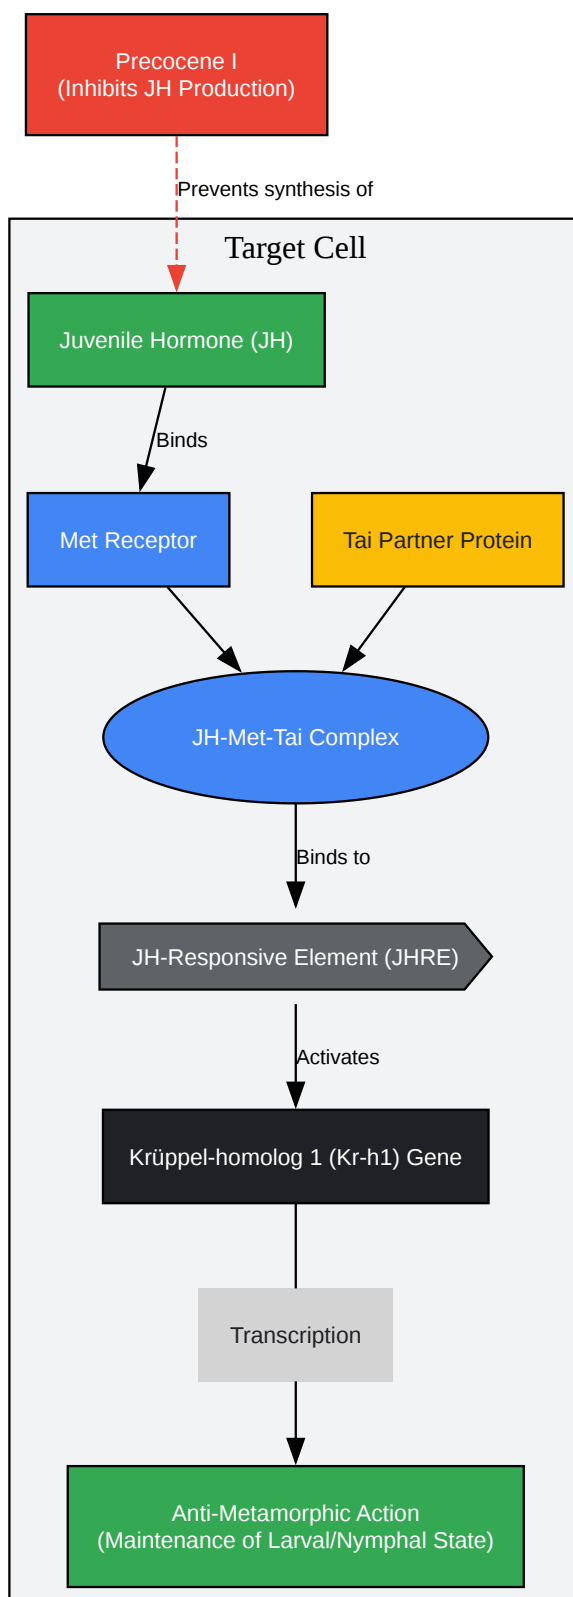 Precocene I
(Inhibits JH Production)
Prevents synthesis of
Target Cell
Juvenile Hormone (JH)
Binds
Met Receptor
Tai Partner Protein
JH-Met-Tai Complex
Binds to
JH-Responsive Element (JHRE)
Activates
Krüppel-homolog 1 (Kr-h1) Gene
Transcription
Anti-Metamorphic Action
(Maintenance of Larval/Nymphal State)